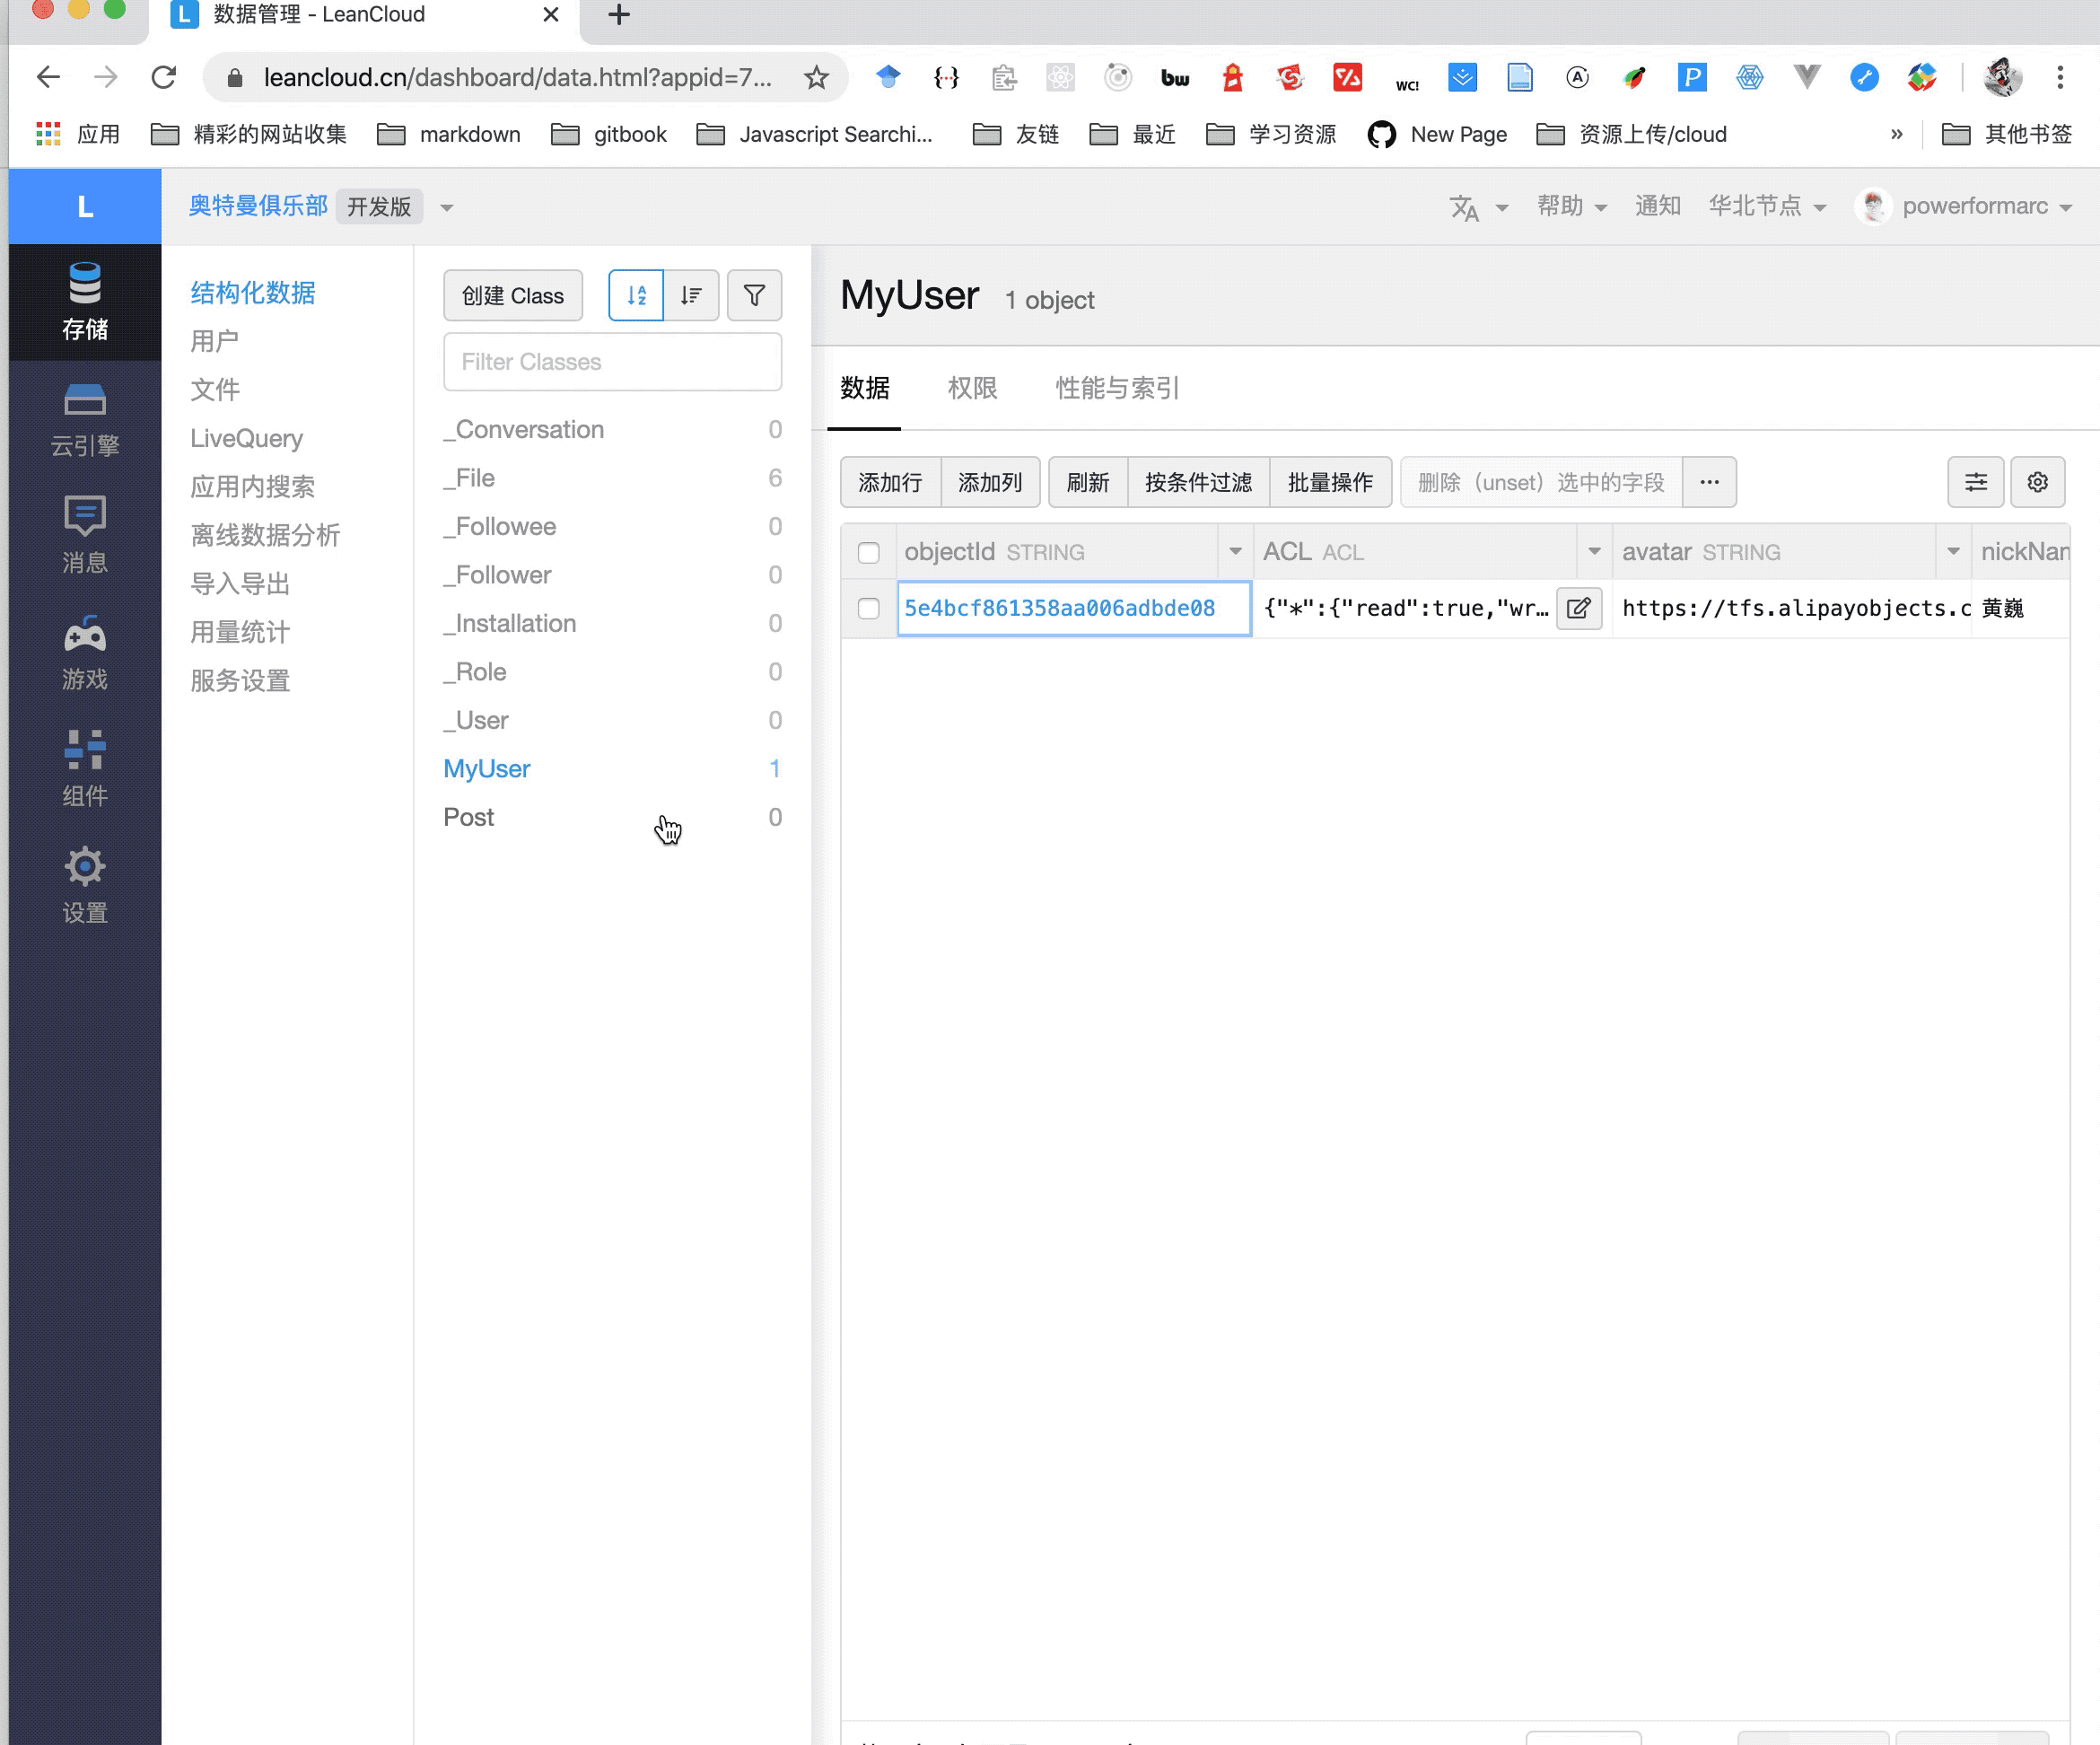 L 数据管理 - LeanCloud
leancloud.cn/dashboard/data.html?appid=7...
bw
WC!
A
P
应用 精彩的网站收集 markdown gitbook Javascript Searchi... 友链 最近 学习资源 New Page 资源上传/cloud » 其他书签
L
奥特曼俱乐部 开发版
文A 帮助 通知 华北节点 powerformarc
存储
云引擎
消息
游戏
组件
设置
结构化数据
用户
文件
LiveQuery
应用内搜索
离线数据分析
导入导出
用量统计
服务设置
创建 Class
Filter Classes
_Conversation 0
_File 6
_Followee 0
_Follower 0
_Installation 0
_Role 0
_User 0
MyUser 1
Post 0
MyUser 1 object
数据 权限 性能与索引
添加行 添加列 刷新 按条件过滤 批量操作 删除（unset）选中的字段 ...
objectId STRING ACL ACL avatar STRING nickNan
5e4bcf861358aa006adbde08 {"*":{"read":true,"wr... https://tfs.alipayobjects.c 黄巍